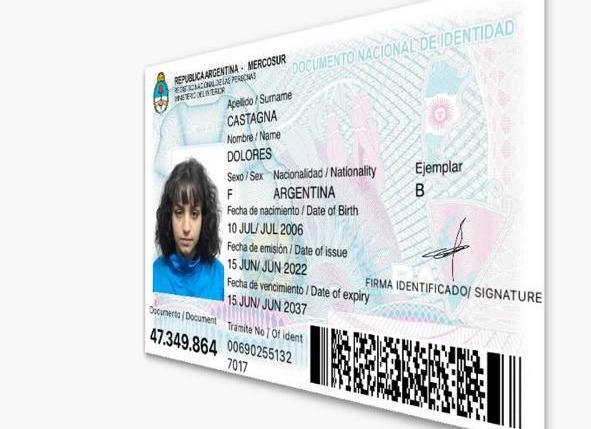 REPUBLICA ARGENTINA - MERCOSUR
REGISTRO NACIONAL DE LAS PERSONAS
MINISTERIO DEL INTERIOR
DOCUMENTO NACIONAL DE IDENTIDAD
Apellido / Surname
CASTAGNA
Nombre / Name
DOLORES
Sexo / Sex Nacionalidad / Nationality
F ARGENTINA
Ejemplar
B
Fecha de nacimiento / Date of Birth
10 JUL/ JUL 2006
Fecha de emisión / Date of issue
15 JUN/ JUN 2022
Fecha de vencimiento / Date of expiry
15 JUN/ JUN 2037
FIRMA IDENTIFICADO/ SIGNATURE
Documento / Document
47.349.864
Tramite No / Of ident
00690255132
7017